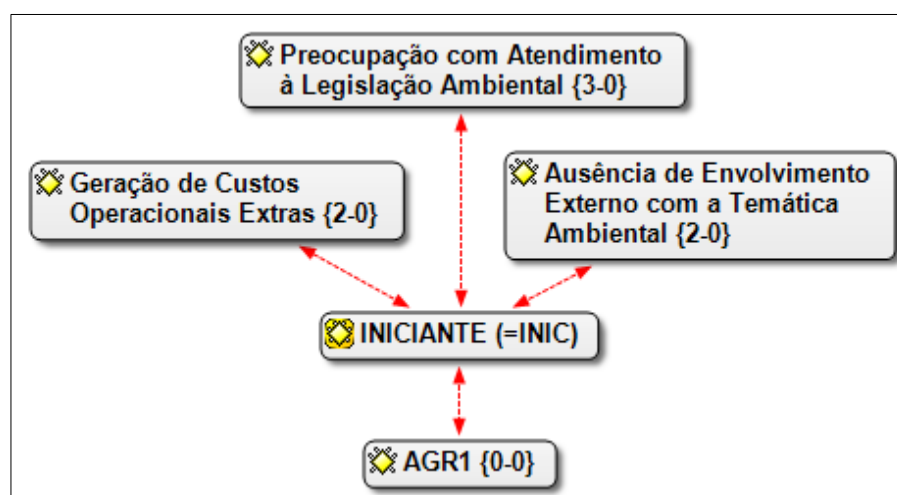 Preocupação com Atendimento
à Legislação Ambiental {3-0}
Geração de Custos
Operacionais Extras {2-0}
Ausência de Envolvimento
Externo com a Temática
Ambiental {2-0}
INICIANTE (=INIC)
AGR1 {0-0}